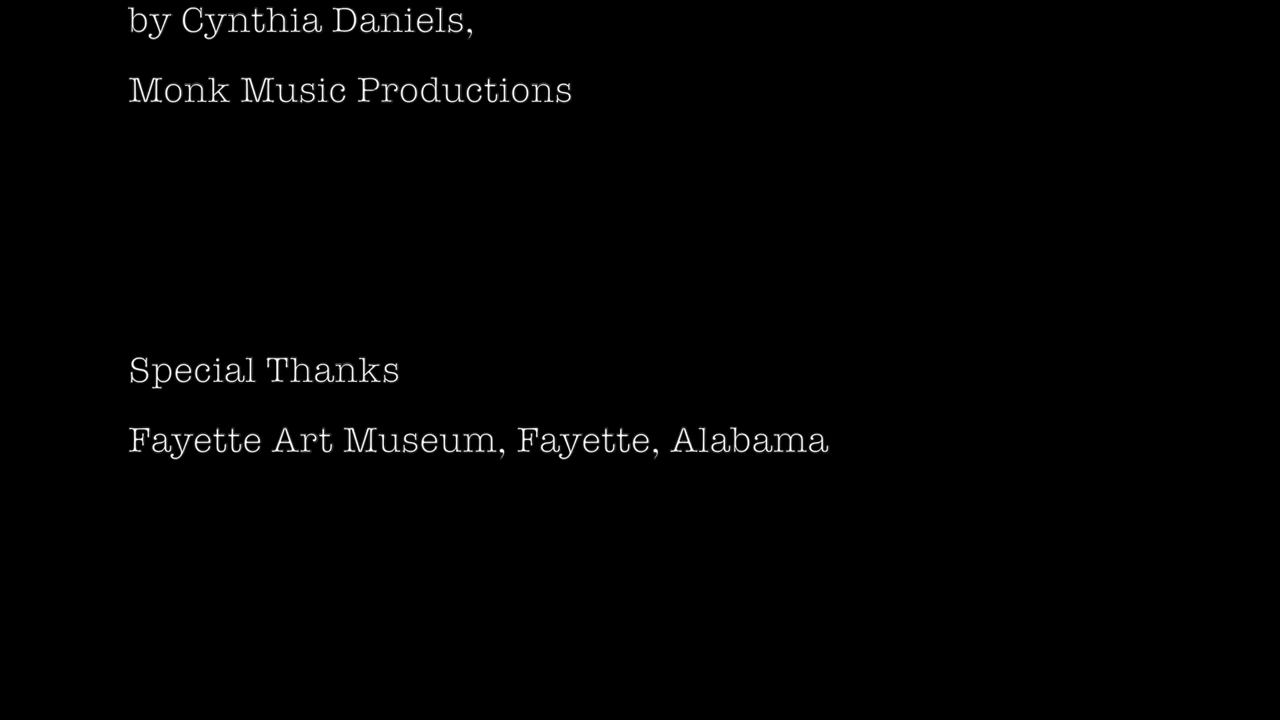 by Cynthia Daniels,
Monk Music Productions
Special Thanks
Fayette Art Museum, Fayette, Alabama